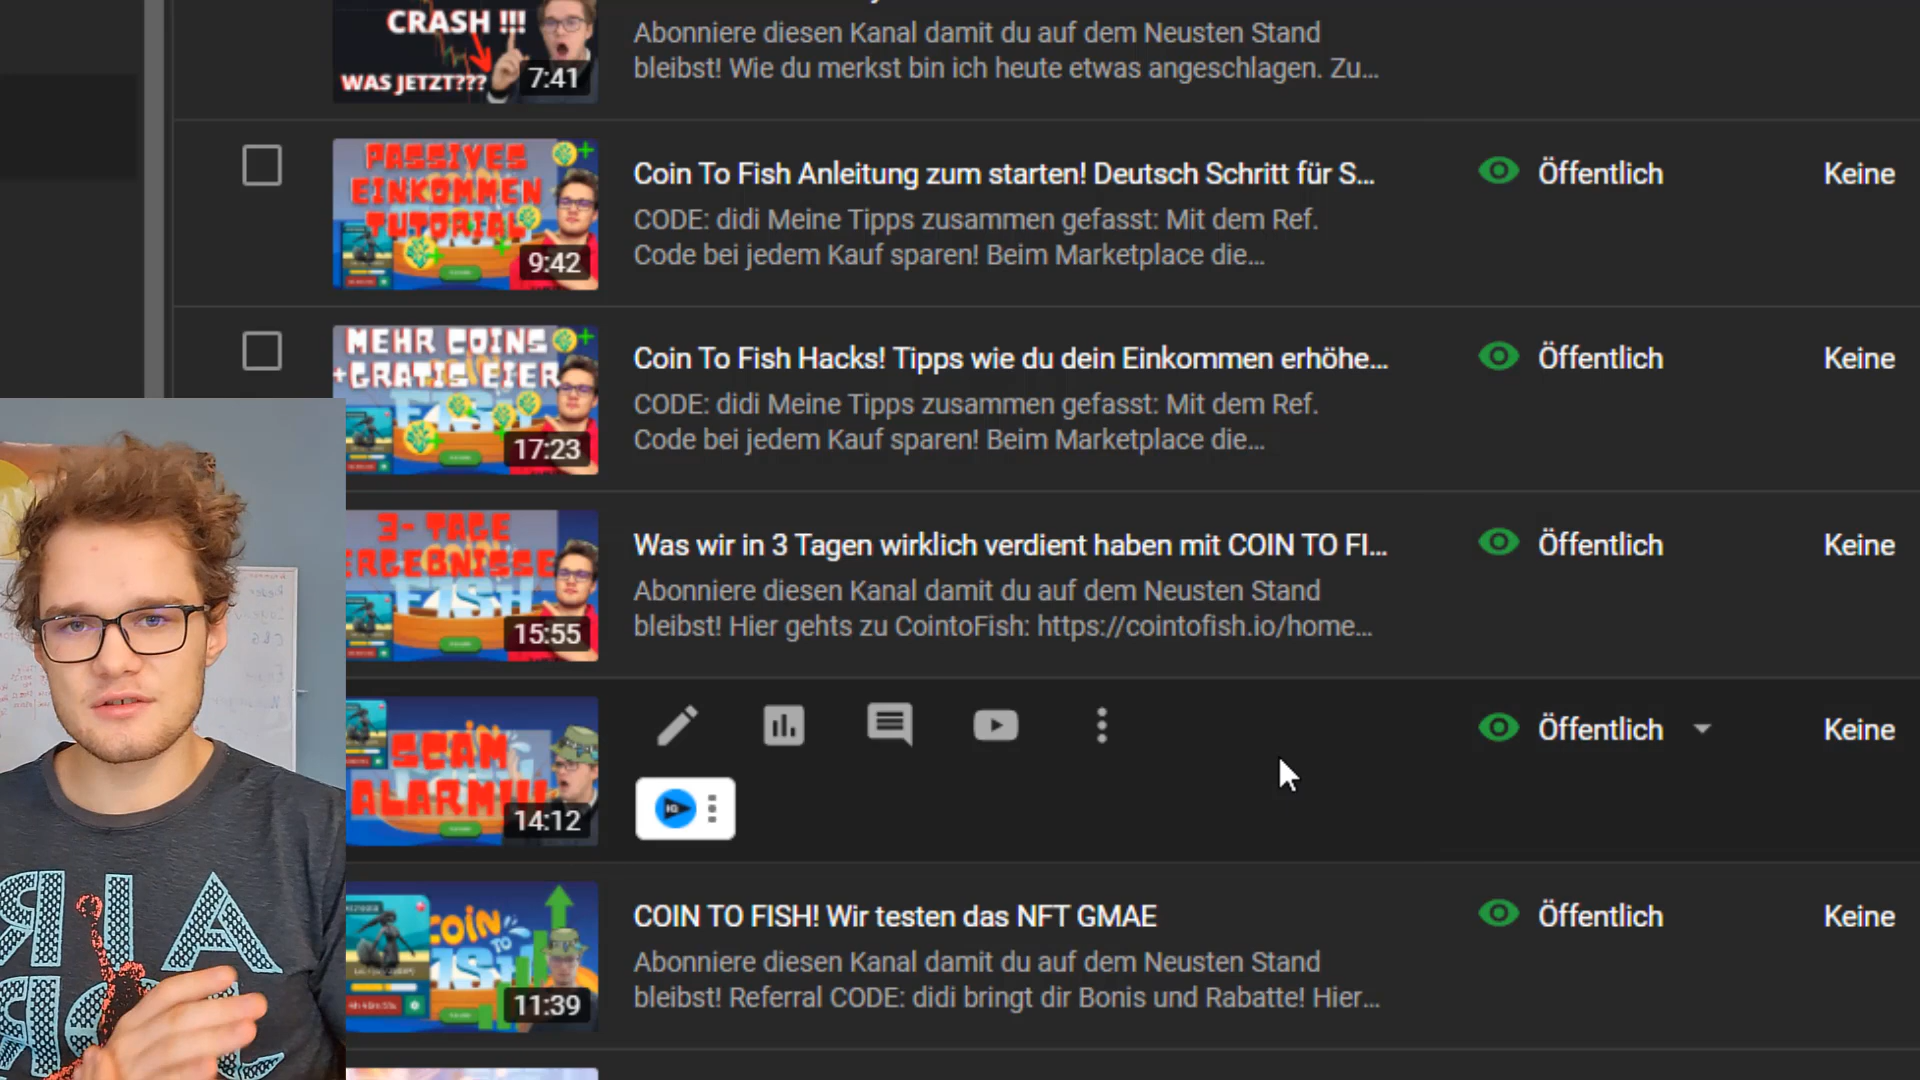 CRASH !!!
WAS JETZT???
7:41
Abonniere diesen Kanal damit du auf dem Neusten Stand
bleibst! Wie du merkst bin ich heute etwas angeschlagen. Zu...
PASSIVES
EINKOMMEN
TUTORIAL
9:42
Coin To Fish Anleitung zum starten! Deutsch Schritt für S...
CODE: didi Meine Tipps zusammen gefasst: Mit dem Ref.
Code bei jedem Kauf sparen! Beim Marketplace die...
Öffentlich
Keine
MEHR COINS
+GRATIS EIER
17:23
Coin To Fish Hacks! Tipps wie du dein Einkommen erhöhe...
CODE: didi Meine Tipps zusammen gefasst: Mit dem Ref.
Code bei jedem Kauf sparen! Beim Marketplace die...
Öffentlich
Keine
3- TAGE
ERGEBNISSE
FISH
15:55
Was wir in 3 Tagen wirklich verdient haben mit COIN TO FI...
Abonniere diesen Kanal damit du auf dem Neusten Stand
bleibst! Hier gehts zu CointoFish: https://cointofish.io/home...
Öffentlich
Keine
SCAM
ALARM!!!
14:12
IQ
Öffentlich
Keine
COIN
TO
FISH
11:39
COIN TO FISH! Wir testen das NFT GMAE
Abonniere diesen Kanal damit du auf dem Neusten Stand
bleibst! Referral CODE: didi bringt dir Bonis und Rabatte! Hier...
Öffentlich
Keine